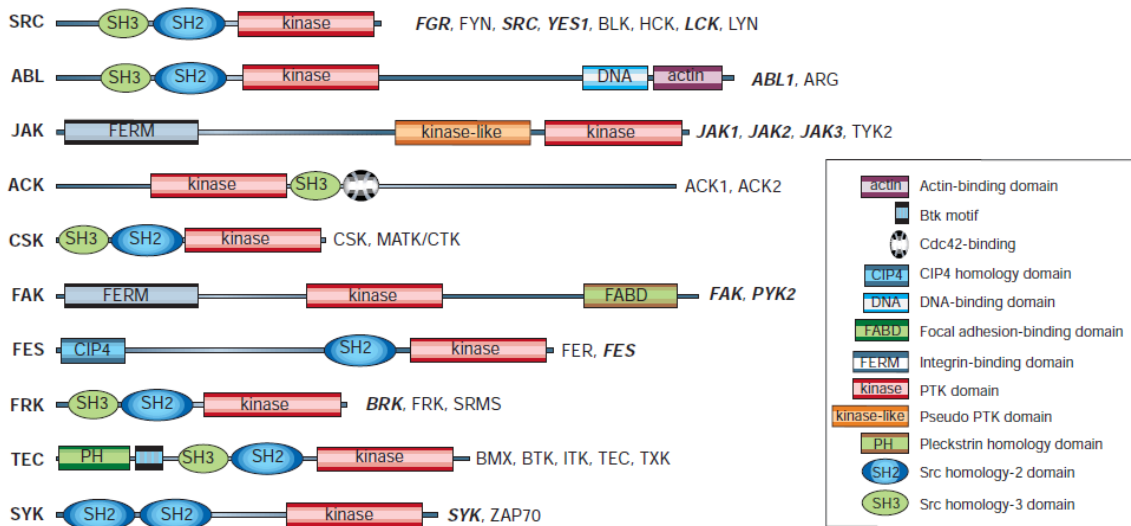 SRC SH3 SH2 kinase FGR, FYN, SRC, YES1, BLK, HCK, LCK, LYN
ABL SH3 SH2 kinase DNA actin ABL1, ARG
JAK FERM kinase-like kinase JAK1, JAK2, JAK3, TYK2
ACK kinase SH3 ACK1, ACK2
CSK SH3 SH2 kinase CSK, MATK/CTK
FAK FERM kinase FABD FAK, PYK2
FES CIP4 SH2 kinase FER, FES
FRK SH3 SH2 kinase BRK, FRK, SRMS
TEC PH SH3 SH2 kinase BMX, BTK, ITK, TEC, TXK
SYK SH2 SH2 kinase SYK, ZAP70
actin Actin-binding domain
Btk motif
Cdc42-binding
CIP4 CIP4 homology domain
DNA DNA-binding domain
FABD Focal adhesion-binding domain
FERM Integrin-binding domain
kinase PTK domain
kinase-like Pseudo PTK domain
PH Pleckstrin homology domain
SH2 Src homology-2 domain
SH3 Src homology-3 domain